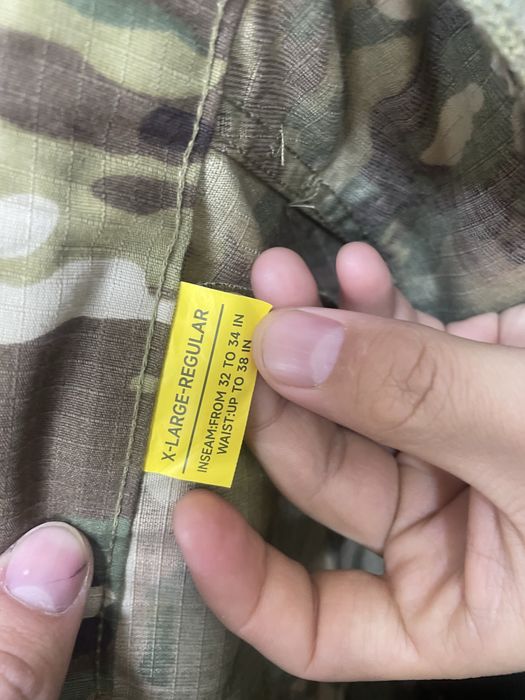 X-LARGE-REGULAR
INSEAM:FROM 32 TO 34 IN
WAIST:UP TO 38 IN